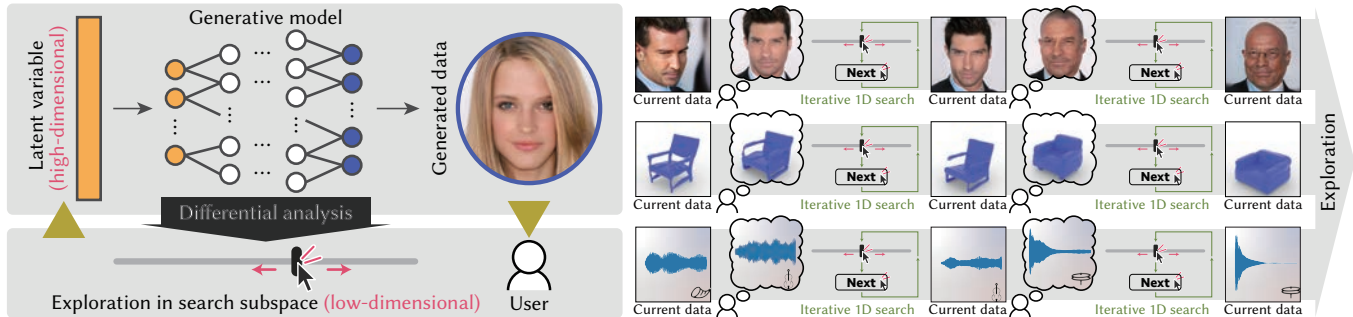 Generative model
Latent variable
(high-dimensional)
Generated data
Differential analysis
Exploration in search subspace (low-dimensional)
User
Next
Next
Current data
Iterative 1D search
Current data
Iterative 1D search
Current data
Next
Next
Current data
Iterative 1D search
Current data
Iterative 1D search
Current data
Next
Next
Current data
Iterative 1D search
Current data
Iterative 1D search
Current data
Exploration